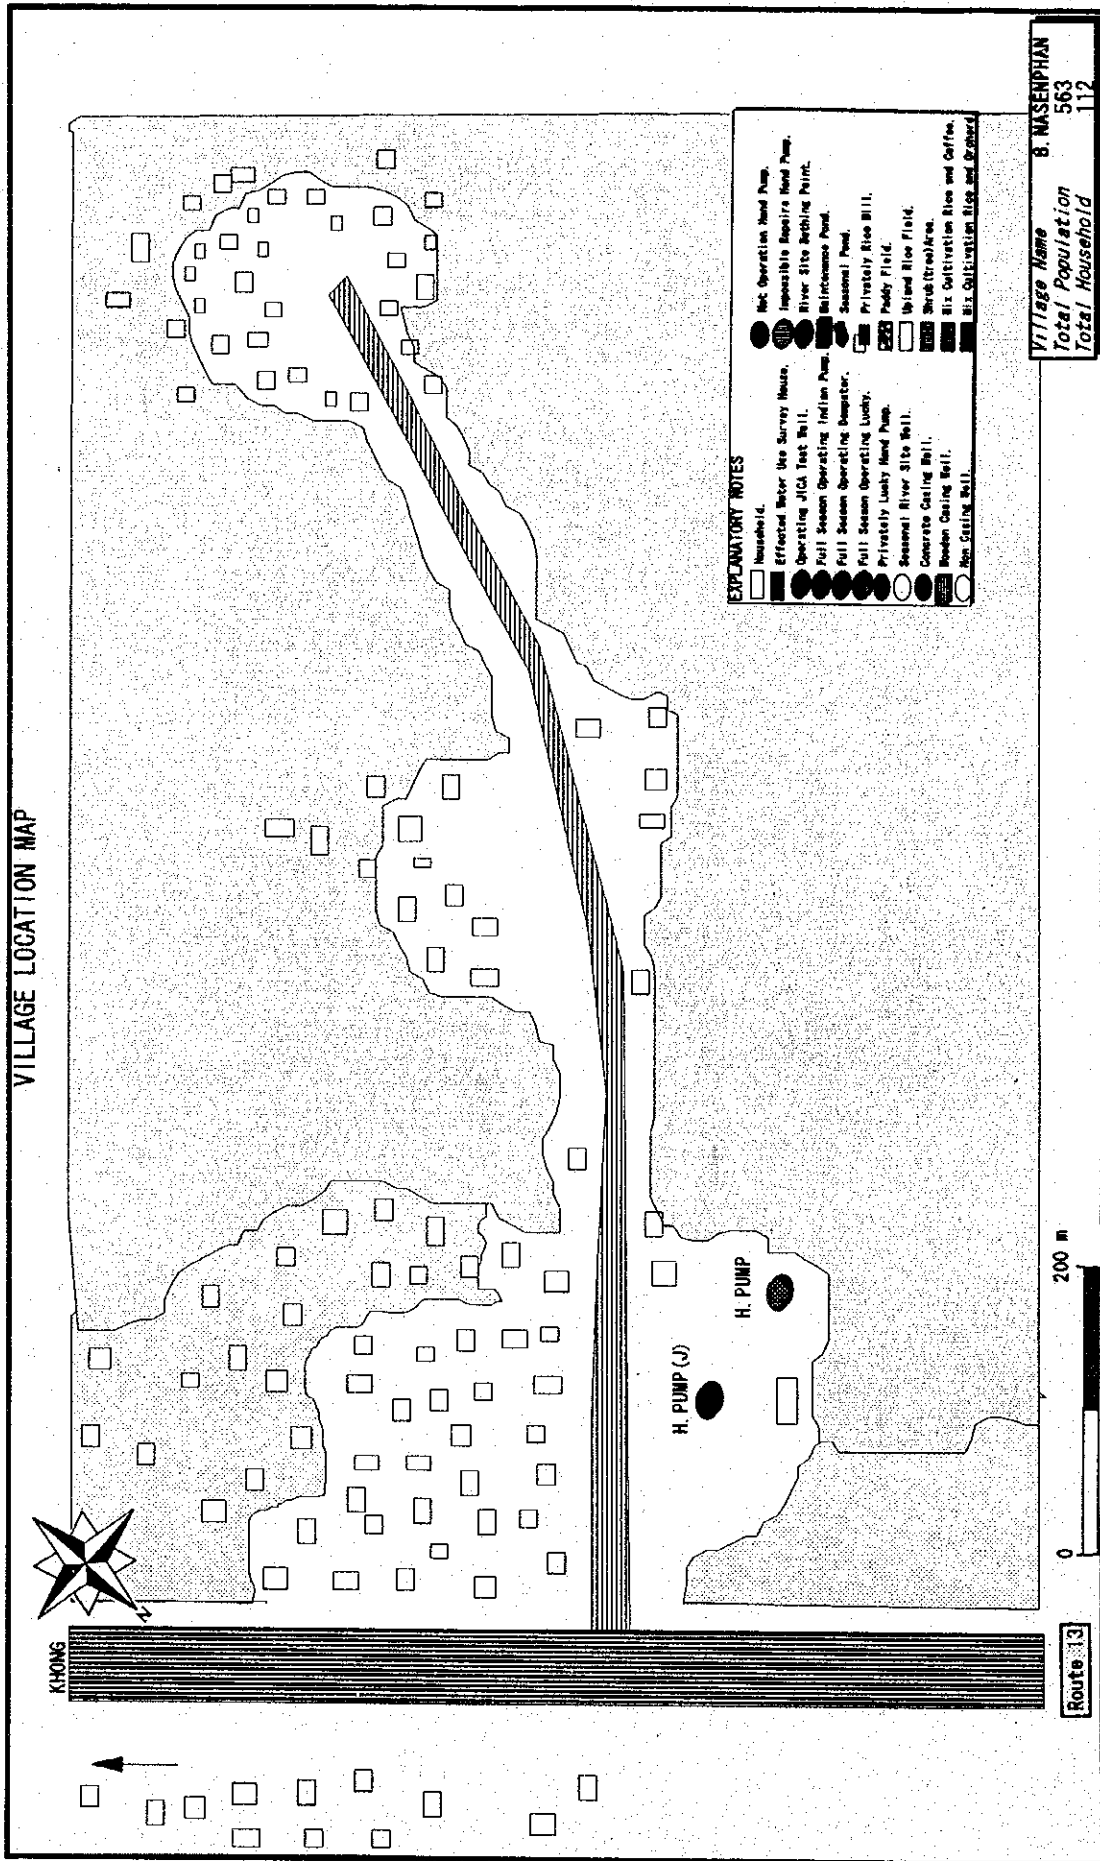 VILLAGE LOCATION MAP
KHONG
N
H. PUMP (J)
H. PUMP
EXPLANATORY NOTES
Household.
Effected Water Use Survey House.
Operating JICA Test Well.
Full Season Operating Indian Pump.
Full Season Operating Dempster.
Full Season Operating Lucky.
Privately Lucky Hand Pump.
Seasonal River Site Well.
Concrete Casing Well.
Wooden Casing Well.
Non Casing Well.
Not Operation Hand Pump.
Impossible Repaire Hand Pump.
River Site Bathing Point.
Maintenance Pond.
Seasonal Pond.
Privately Rice Mill.
Paddy Field.
Upland Rice Field.
Shrub(tree)Area.
Mix Cultivation Rice and Coffee.
Mix Cultivation Rice and Orchard
0 200 m
Route 13
Village Name B. NASENPHAN
Total Population 563
Total Household 112